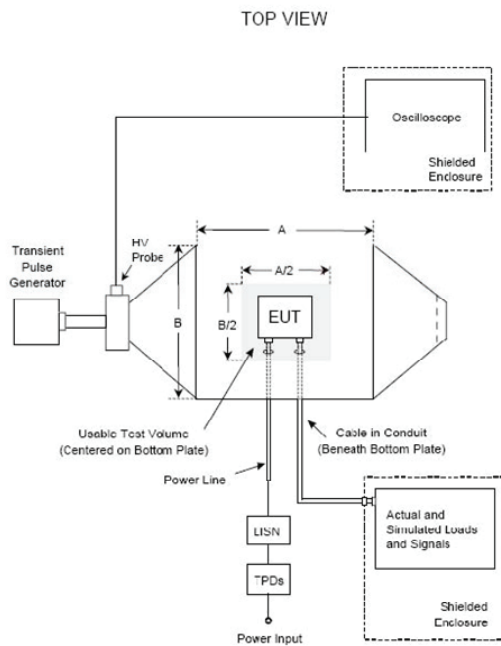 TOP VIEW
Oscilloscope
Shielded
Enclosure
HV
Probe
Transient
Pulse
Generator
A
A/2
B
B/2
EUT
Usable Test Volume
(Centered on Bottom Plate)
Cable in Conduit
(Beneath Bottom Plate)
Power Line
Actual and
Simulated Loads
and Signals
LISN
TPDs
Shielded
Enclosure
Power Input